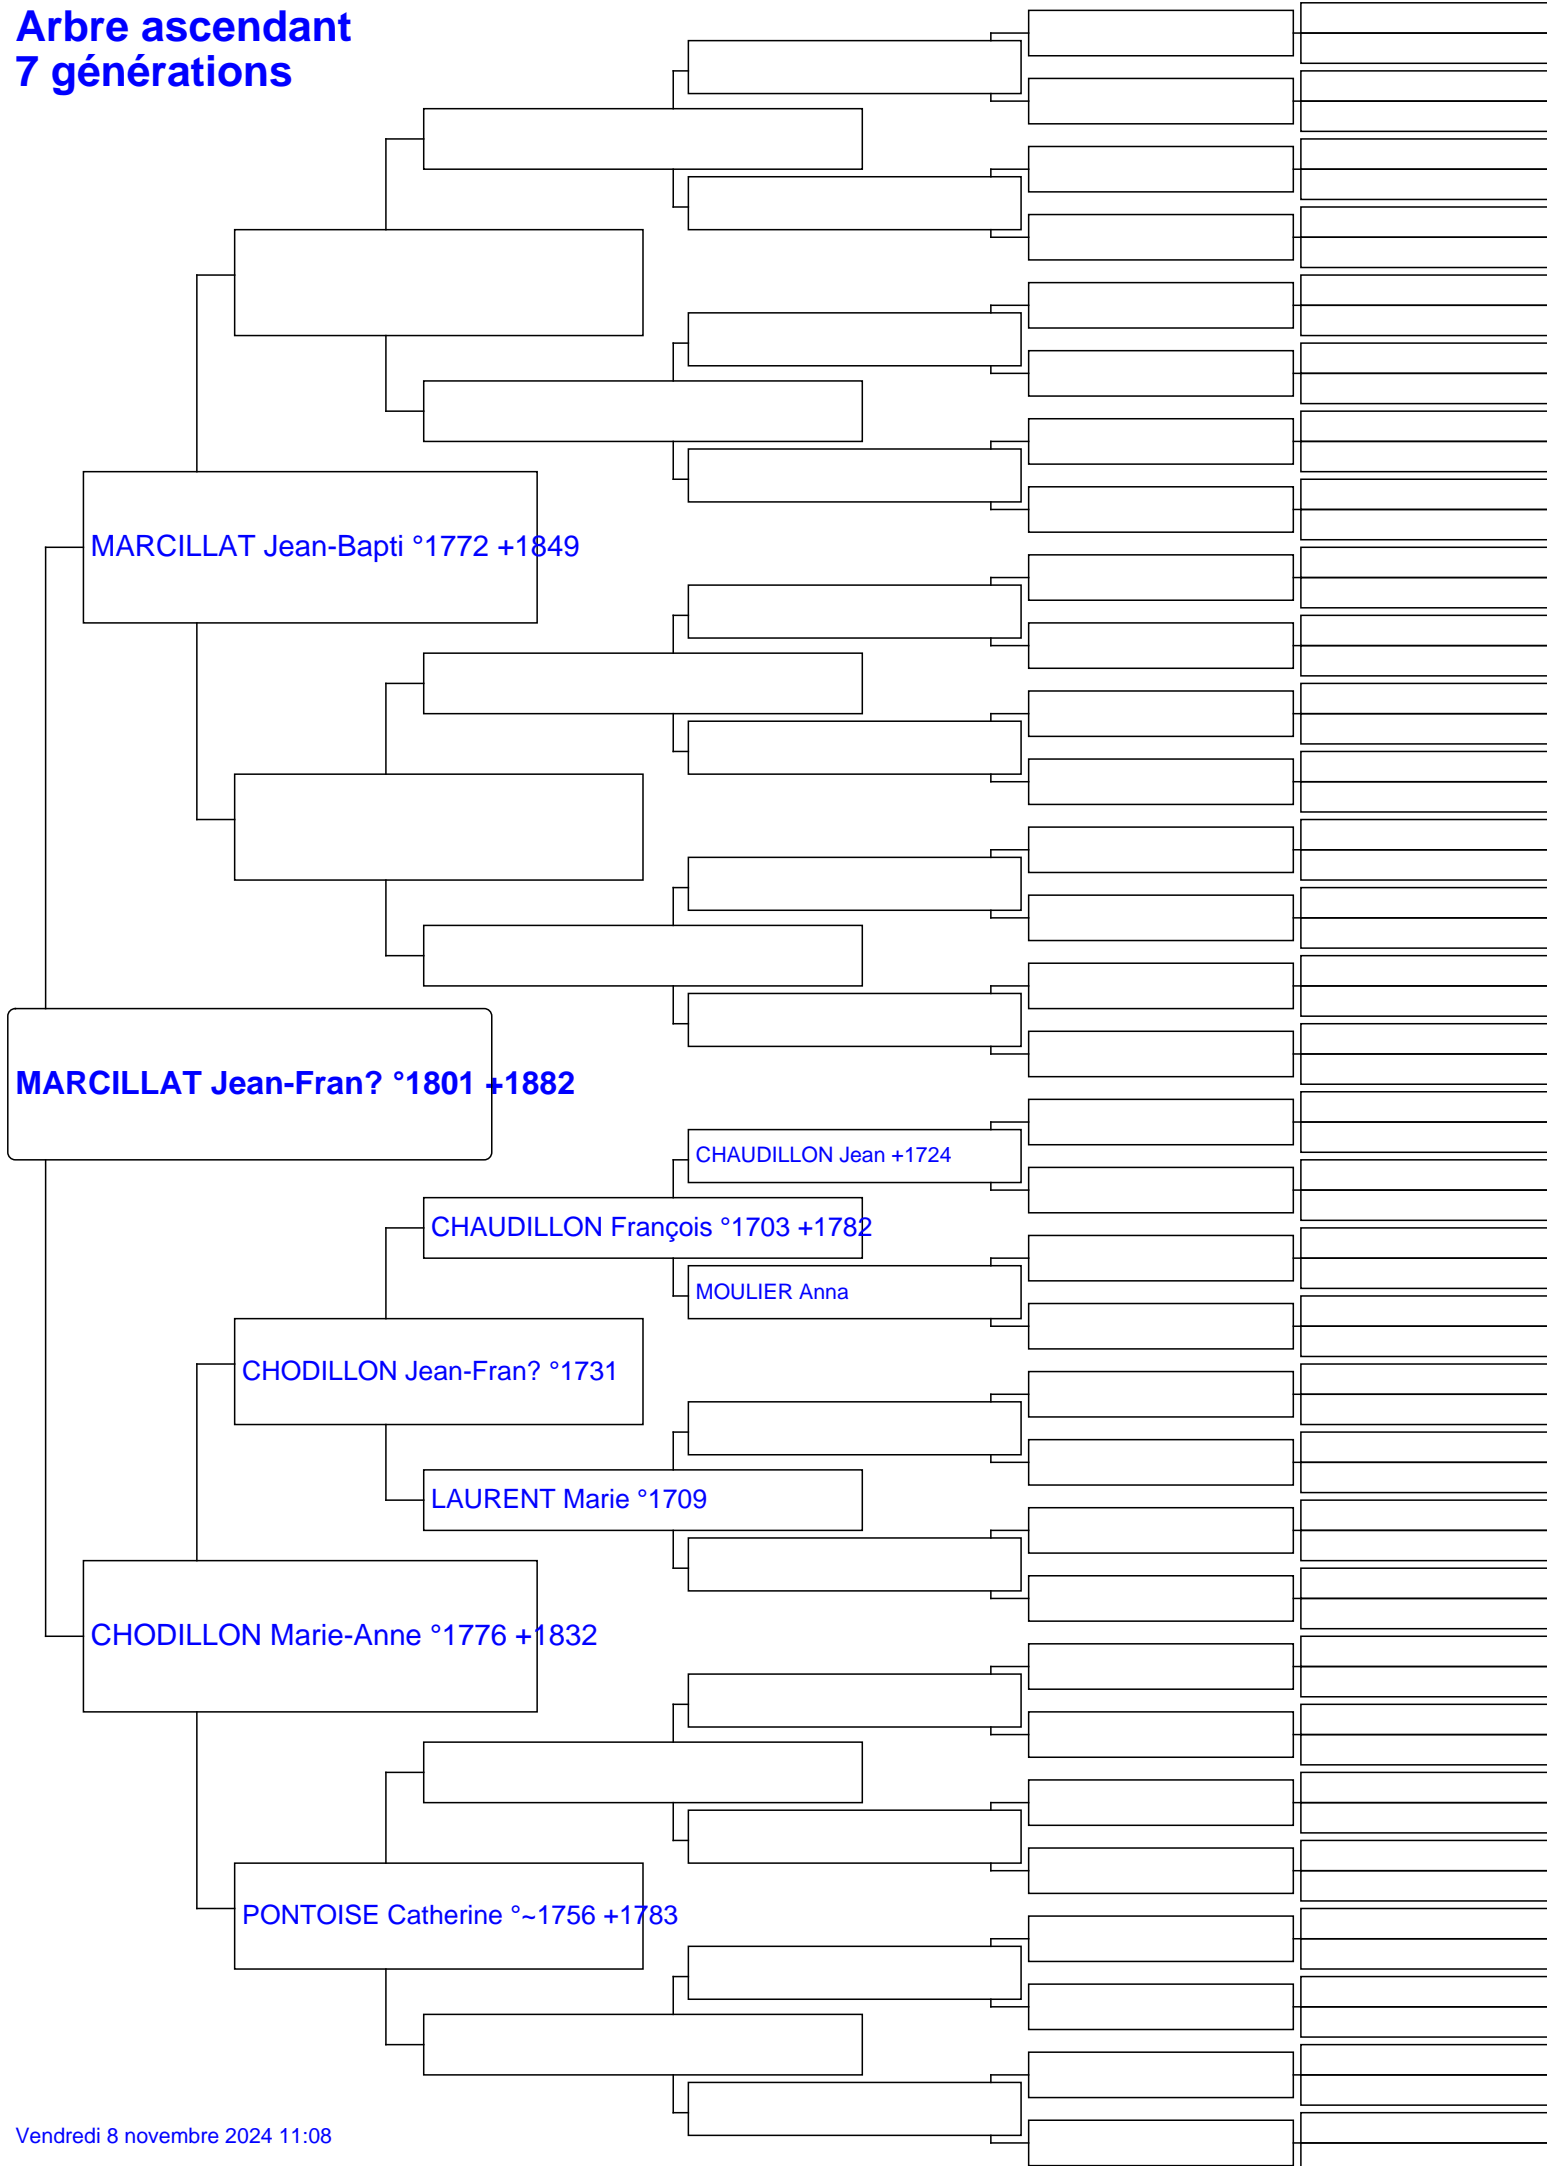 Arbre ascendant
7 générations
MARCILLAT Jean-Bapti °1772 +1849
MARCILLAT Jean-Fran? °1801 +1882
CHAUDILLON Jean +1724
CHAUDILLON François °1703 +1782
MOULIER Anna
CHODILLON Jean-Fran? °1731
LAURENT Marie °1709
CHODILLON Marie-Anne °1776 +1832
PONTOISE Catherine °~1756 +1783
Vendredi 8 novembre 2024 11:08